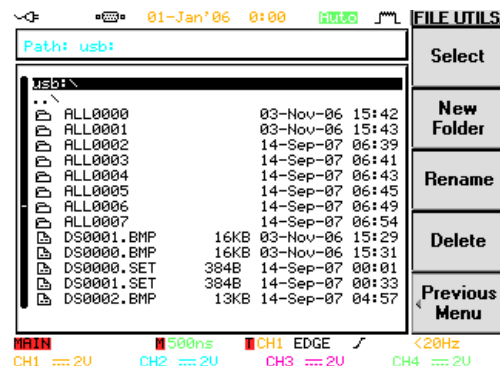 01-Jan'06 0:00 Auto FILE UTILS
Path: usb:
Select
usb:\
..\
ALL0000 03-Nov-06 15:42
ALL0001 03-Nov-06 15:43
ALL0002 14-Sep-07 06:39
ALL0003 14-Sep-07 06:41
ALL0004 14-Sep-07 06:43
ALL0005 14-Sep-07 06:45
ALL0006 14-Sep-07 06:49
ALL0007 14-Sep-07 06:54
DS0001.BMP 16KB 03-Nov-06 15:29
DS0000.BMP 16KB 03-Nov-06 15:31
DS0000.SET 384B 14-Sep-07 00:01
DS0001.SET 384B 14-Sep-07 00:33
DS0002.BMP 13KB 14-Sep-07 04:57
New
Folder
Rename
Delete
Previous
Menu
MAIN M 500ns T CH1 EDGE <20Hz
CH1 2V CH2 2V CH3 2V CH4 2V